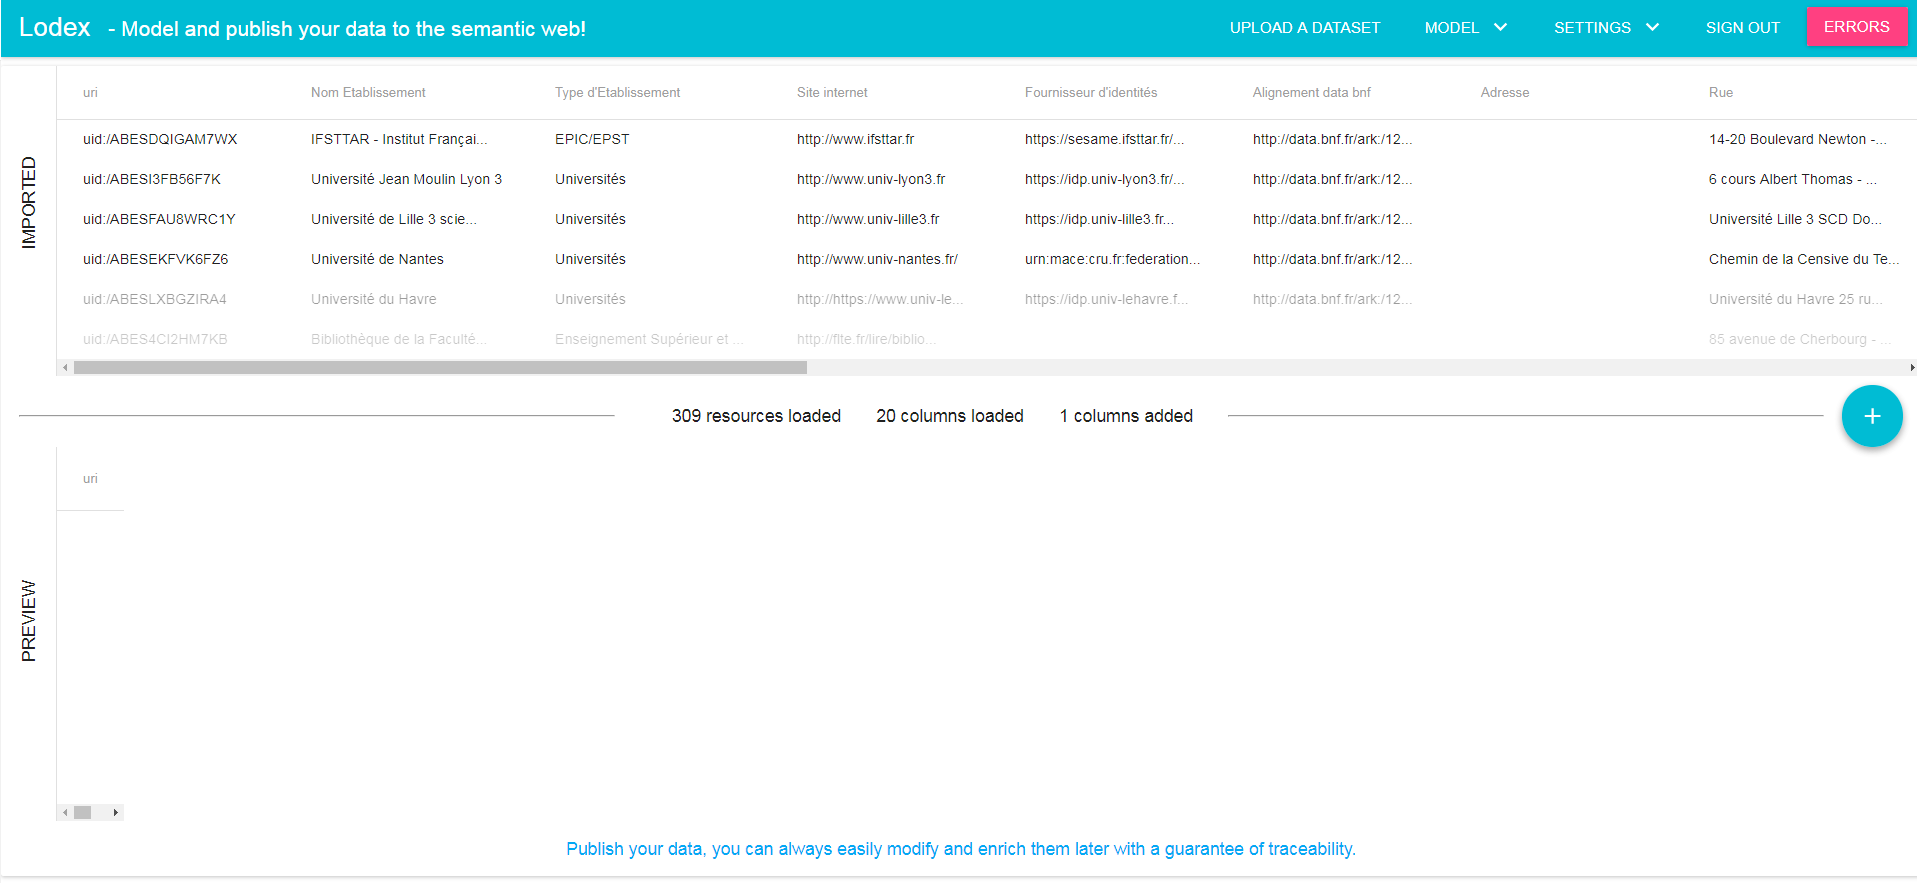 Lodex - Model and publish your data to the semantic web! UPLOAD A DATASET MODEL SETTINGS SIGN OUT ERRORS
IMPORTED
uri Nom Etablissement Type d'Etablissement Site internet Fournisseur d'identités Alignement data bnf Adresse Rue
uid:/ABESDQIGAM7WX IFSTTAR - Institut Françai... EPIC/EPST http://www.ifsttar.fr https://sesame.ifsttar.fr/... http://data.bnf.fr/ark:/12... 14-20 Boulevard Newton -...
uid:/ABESI3FB56F7K Université Jean Moulin Lyon 3 Universités http://www.univ-lyon3.fr https://idp.univ-lyon3.fr/... http://data.bnf.fr/ark:/12... 6 cours Albert Thomas - ...
uid:/ABESFAU8WRC1Y Université de Lille 3 scie... Universités http://www.univ-lille3.fr https://idp.univ-lille3.fr... http://data.bnf.fr/ark:/12... Université Lille 3 SCD Do...
uid:/ABESEKFVK6FZ6 Université de Nantes Universités http://www.univ-nantes.fr/ urn:mace:cru.fr:federation... http://data.bnf.fr/ark:/12... Chemin de la Censive du Te...
uid:/ABESLXBGZIRA4 Université du Havre Universités http://https://www.univ-le... https://idp.univ-lehavre.f... http://data.bnf.fr/ark:/12... Université du Havre 25 ru...
uid:/ABES4CI2HM7KB Bibliothèque de la Faculté... Enseignement Supérieur et ... http://flte.fr/lire/biblio... 85 avenue de Cherbourg - ...
309 resources loaded 20 columns loaded 1 columns added
+
PREVIEW
uri
Publish your data, you can always easily modify and enrich them later with a guarantee of traceability.